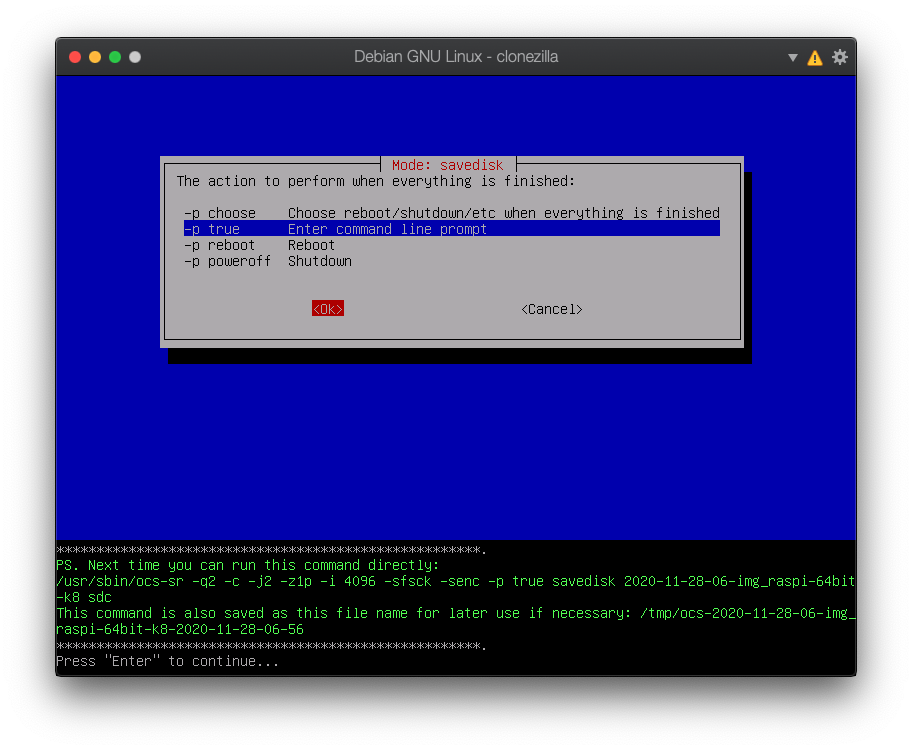 Debian GNU Linux - clonezilla
Mode: savedisk
The action to perform when everything is finished:
-p choose    Choose reboot/shutdown/etc when everything is finished
-p true      Enter command line prompt
-p reboot    Reboot
-p poweroff  Shutdown
<Ok>    <Cancel>
*****************************************************.
PS. Next time you can run this command directly:
/usr/sbin/ocs-sr -q2 -c -j2 -z1p -i 4096 -sfsck -senc -p true savedisk 2020-11-28-06-img_raspi-64bit
-k8 sdc
This command is also saved as this file name for later use if necessary: /tmp/ocs-2020-11-28-06-img_
raspi-64bit-k8-2020-11-28-06-56
*****************************************************.
Press "Enter" to continue...